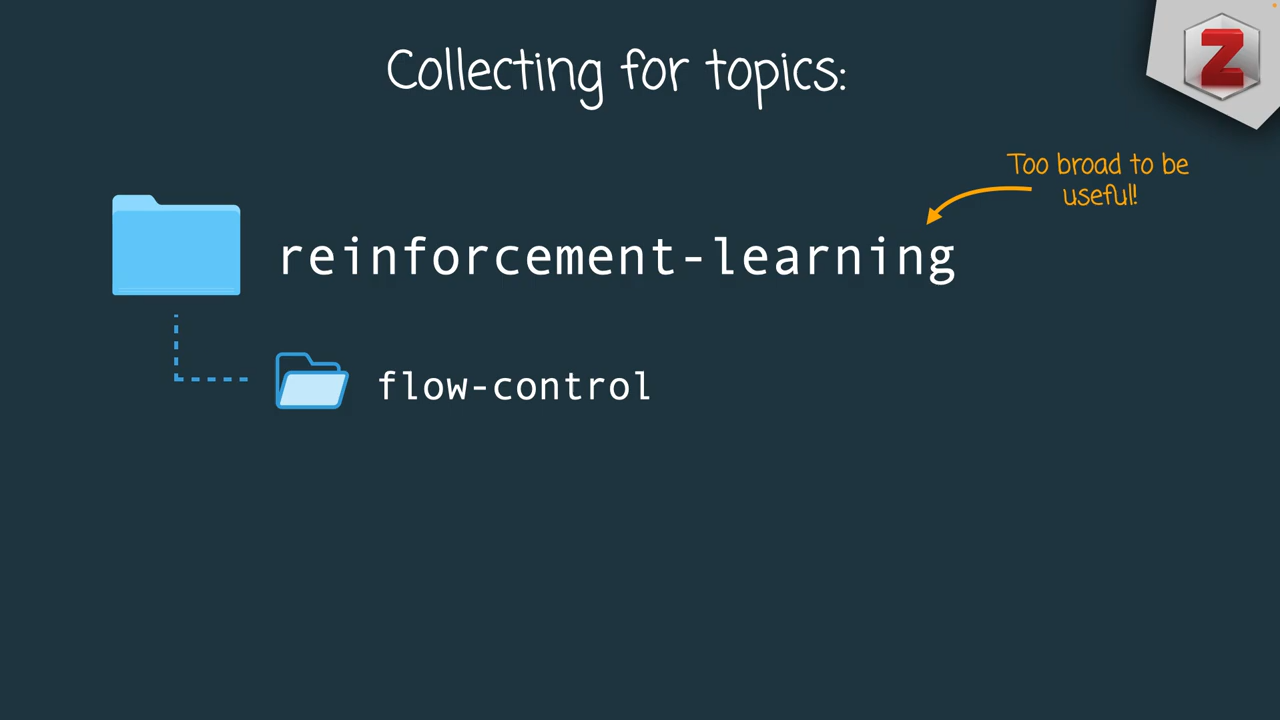 Collecting for topics:
Z
Too broad to be
useful!
reinforcement-learning
flow-control